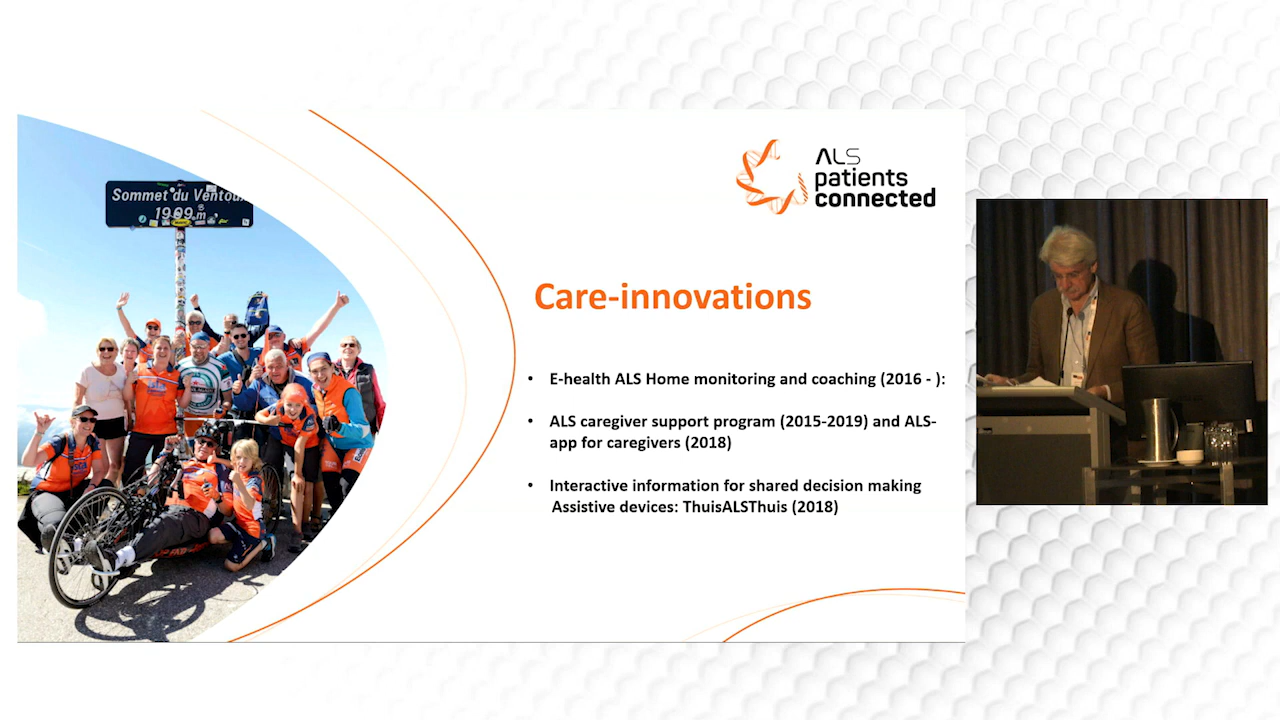 Sommet du Ventoux
1909 m
ALS
patients
connected
Care-innovations
• E-health ALS Home monitoring and coaching (2016 - ):
• ALS caregiver support program (2015-2019) and ALS-
app for caregivers (2018)
• Interactive information for shared decision making
Assistive devices: ThuisALSThuis (2018)